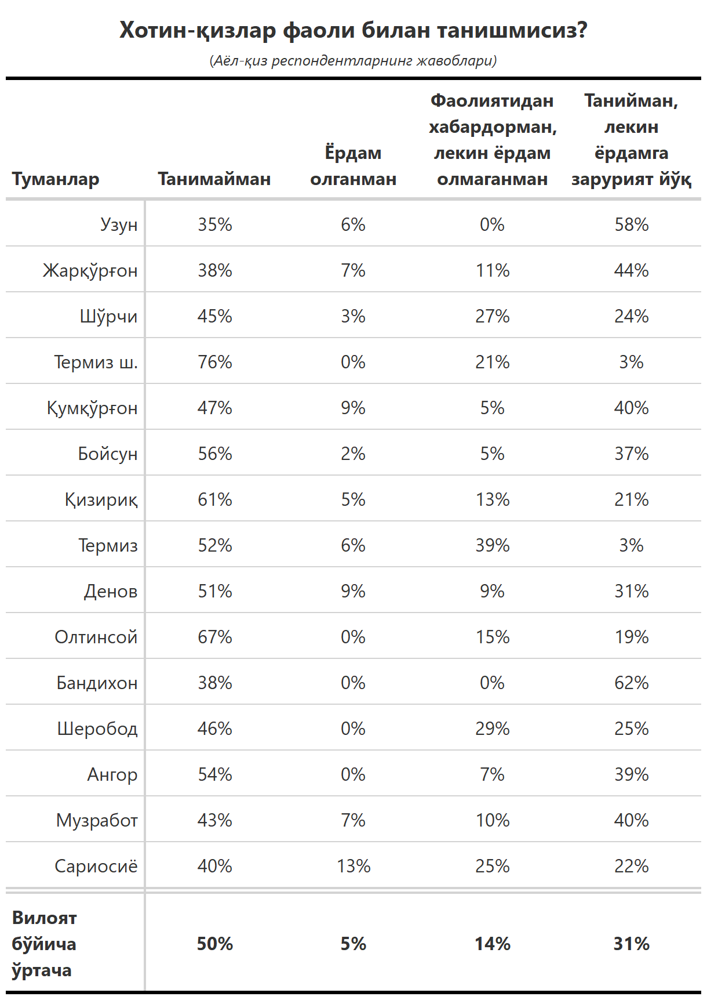 Хотин-қизлар фаоли билан танишмисиз?
(Аёл-қиз респондентларнинг жавоблари)
Туманлар Танимайман Ёрдам олганман Фаолиятидан хабардорман, лекин ёрдам олмаганман Танийман, лекин ёрдамга зарурият йўқ
Узун 35% 6% 0% 58%
Жарқўрғон 38% 7% 11% 44%
Шўрчи 45% 3% 27% 24%
Термиз ш. 76% 0% 21% 3%
Қумқўрғон 47% 9% 5% 40%
Бойсун 56% 2% 5% 37%
Қизириқ 61% 5% 13% 21%
Термиз 52% 6% 39% 3%
Денов 51% 9% 9% 31%
Олтинсой 67% 0% 15% 19%
Бандихон 38% 0% 0% 62%
Шеробод 46% 0% 29% 25%
Ангор 54% 0% 7% 39%
Музработ 43% 7% 10% 40%
Сариосиё 40% 13% 25% 22%
Вилоят бўйича ўртача 50% 5% 14% 31%